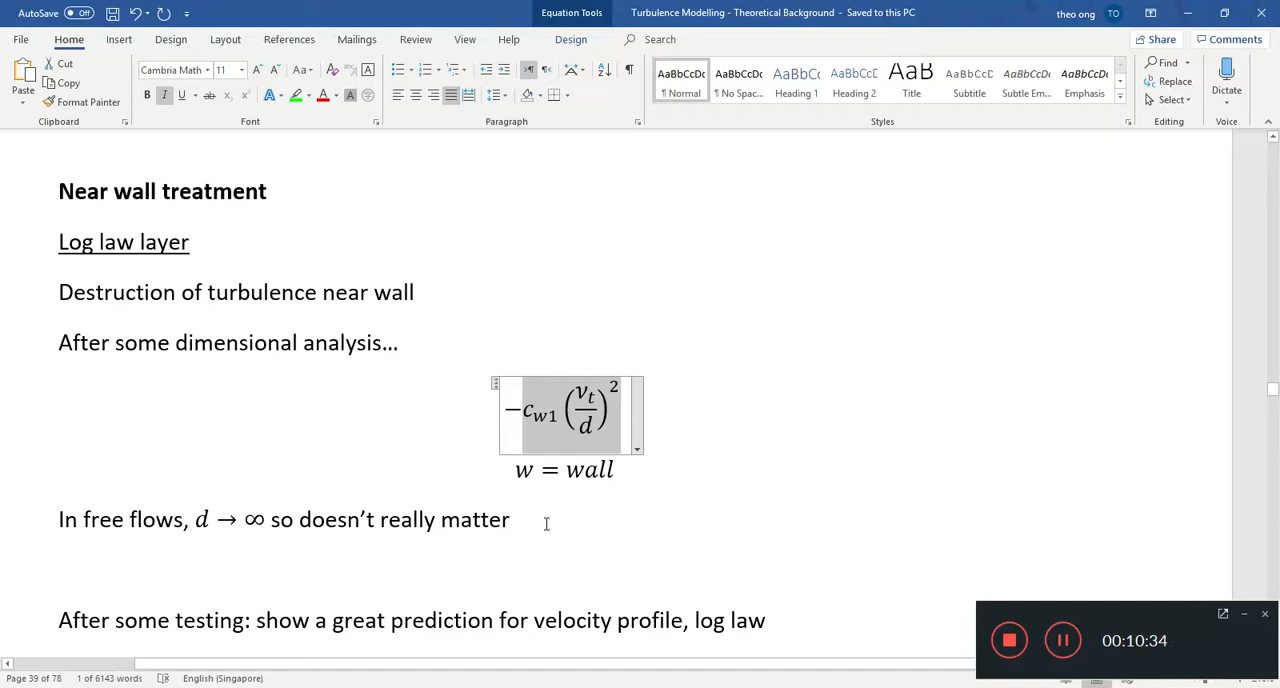 AutoSave Off
Equation Tools
Turbulence Modelling - Theoretical Background - Saved to this PC
theo ong TO
File Home Insert Design Layout References Mailings Review View Help Design Search
Share Comments
Paste
Cut
Copy
Format Painter
Clipboard
Cambria Math 11
Font
Paragraph
AaBbCcDc ¶ Normal
AaBbCcDc ¶ No Spac...
AaBbCc Heading 1
AaBbCcD Heading 2
AaB Title
AaBbCcD Subtitle
AaBbCcDc Subtle Em...
AaBbCcDc Emphasis
Styles
Find
Replace
Select
Editing
Dictate
Voice
Near wall treatment
Log law layer
Destruction of turbulence near wall
After some dimensional analysis…
−c_{w1} (ν_t/d)^2
w = wall
In free flows, d → ∞ so doesn’t really matter
After some testing: show a great prediction for velocity profile, log law
00:10:34
Page 39 of 78 1 of 6143 words English (Singapore)